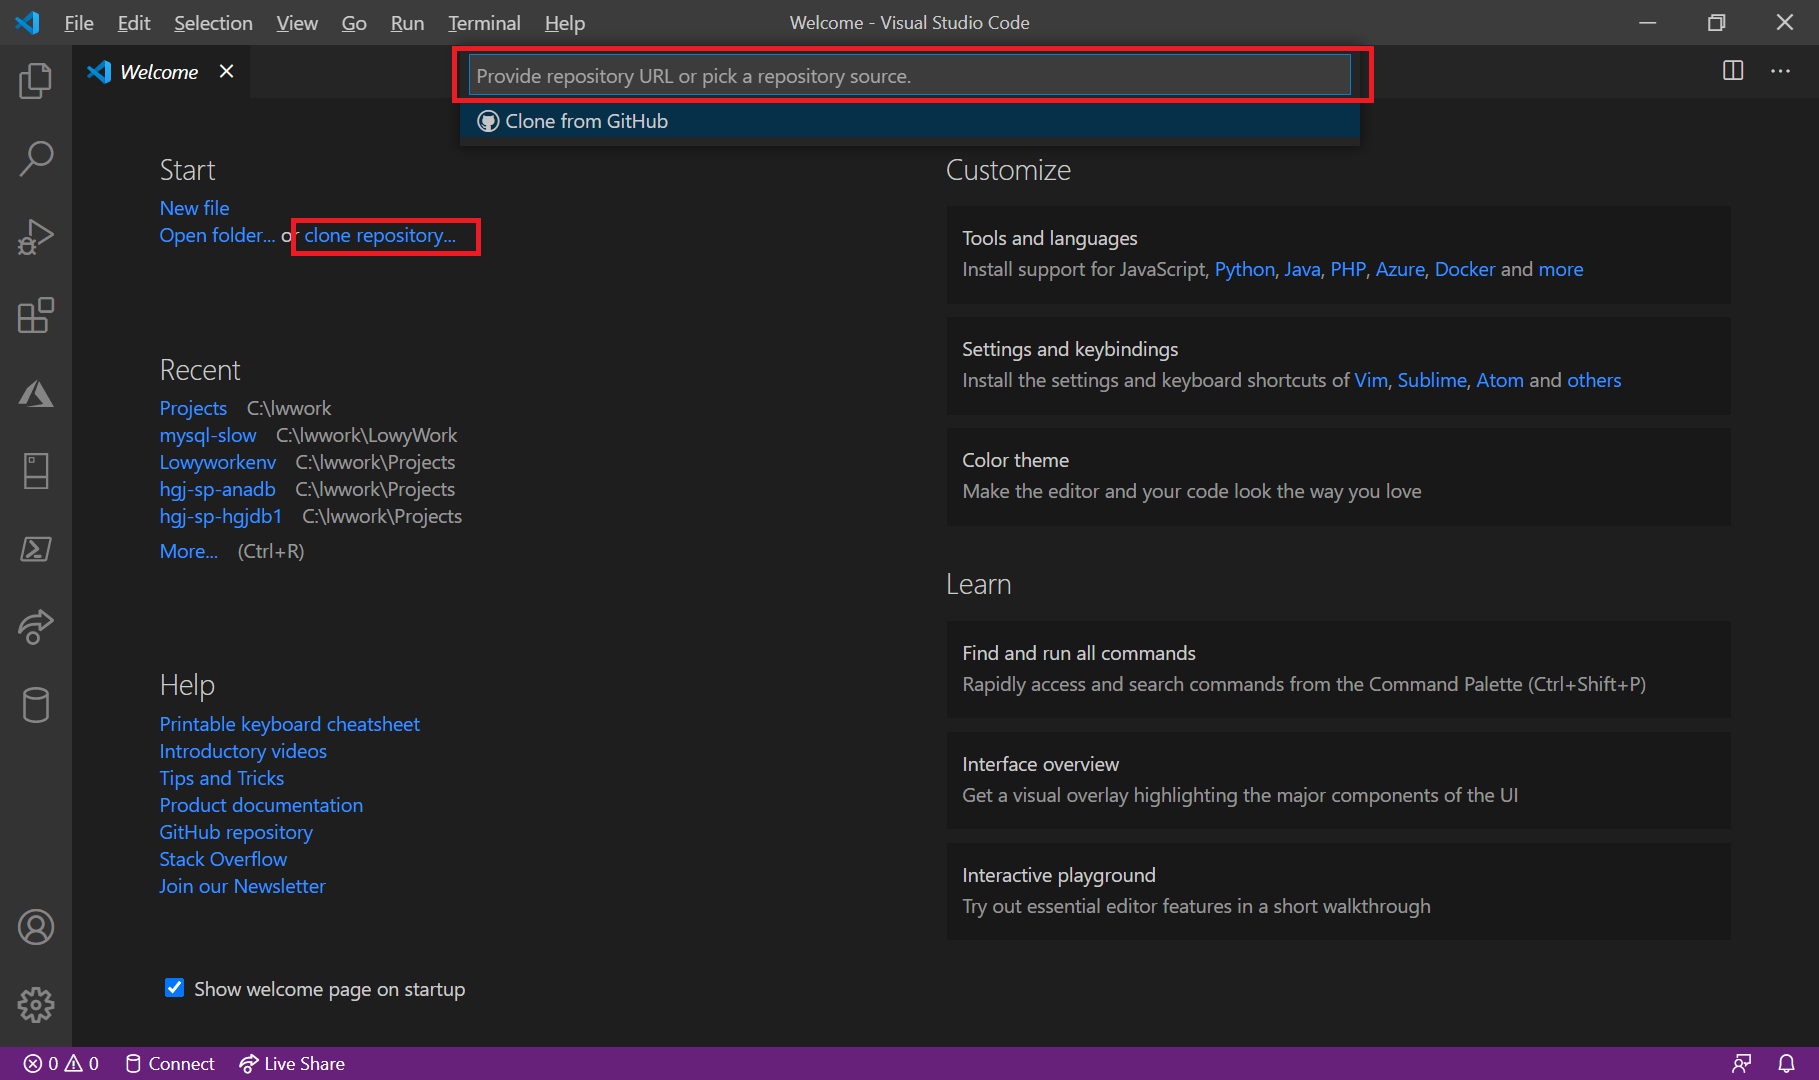 File Edit Selection View Go Run Terminal Help
Welcome - Visual Studio Code
Welcome
Provide repository URL or pick a repository source.
Clone from GitHub
Start
New file
Open folder... or clone repository...
Recent
Projects C:\lwwork
mysql-slow C:\lwwork\LowyWork
Lowyworkenv C:\lwwork\Projects
hgj-sp-anadb C:\lwwork\Projects
hgj-sp-hgjdb1 C:\lwwork\Projects
More... (Ctrl+R)
Help
Printable keyboard cheatsheet
Introductory videos
Tips and Tricks
Product documentation
GitHub repository
Stack Overflow
Join our Newsletter
Show welcome page on startup
Customize
Tools and languages
Install support for JavaScript, Python, Java, PHP, Azure, Docker and more
Settings and keybindings
Install the settings and keyboard shortcuts of Vim, Sublime, Atom and others
Color theme
Make the editor and your code look the way you love
Learn
Find and run all commands
Rapidly access and search commands from the Command Palette (Ctrl+Shift+P)
Interface overview
Get a visual overlay highlighting the major components of the UI
Interactive playground
Try out essential editor features in a short walkthrough
0 0 Connect Live Share